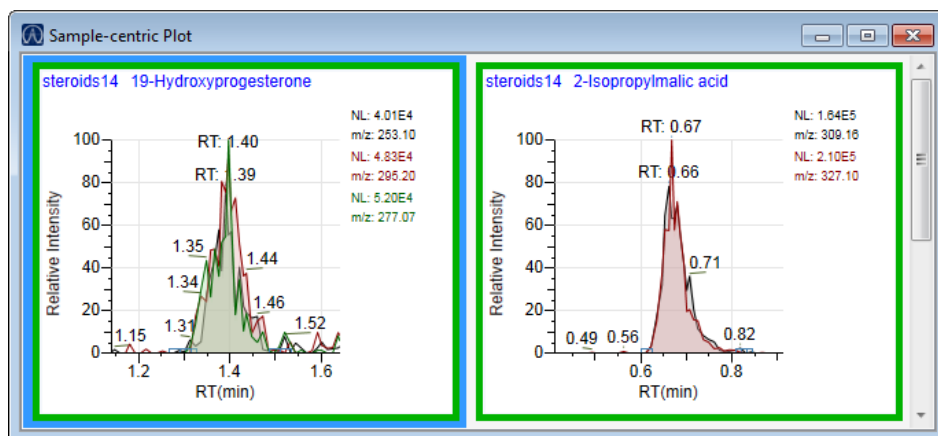 Sample-centric Plot
steroids14 19-Hydroxyprogesterone
NL: 4.01E4
m/z: 253.10
NL: 4.83E4
m/z: 295.20
NL: 5.20E4
m/z: 277.07
RT: 1.40
RT: 1.39
1.35
1.44
1.34
1.46
1.31
1.52
1.15
100
80
60
40
20
0
Relative Intensity
1.2 1.4 1.6
RT(min)
steroids14 2-Isopropylmalic acid
NL: 1.64E5
m/z: 309.16
NL: 2.10E5
m/z: 327.10
RT: 0.67
RT: 0.66
0.71
0.49
0.56
0.82
100
80
60
40
20
0
Relative Intensity
0.6 0.8
RT(min)